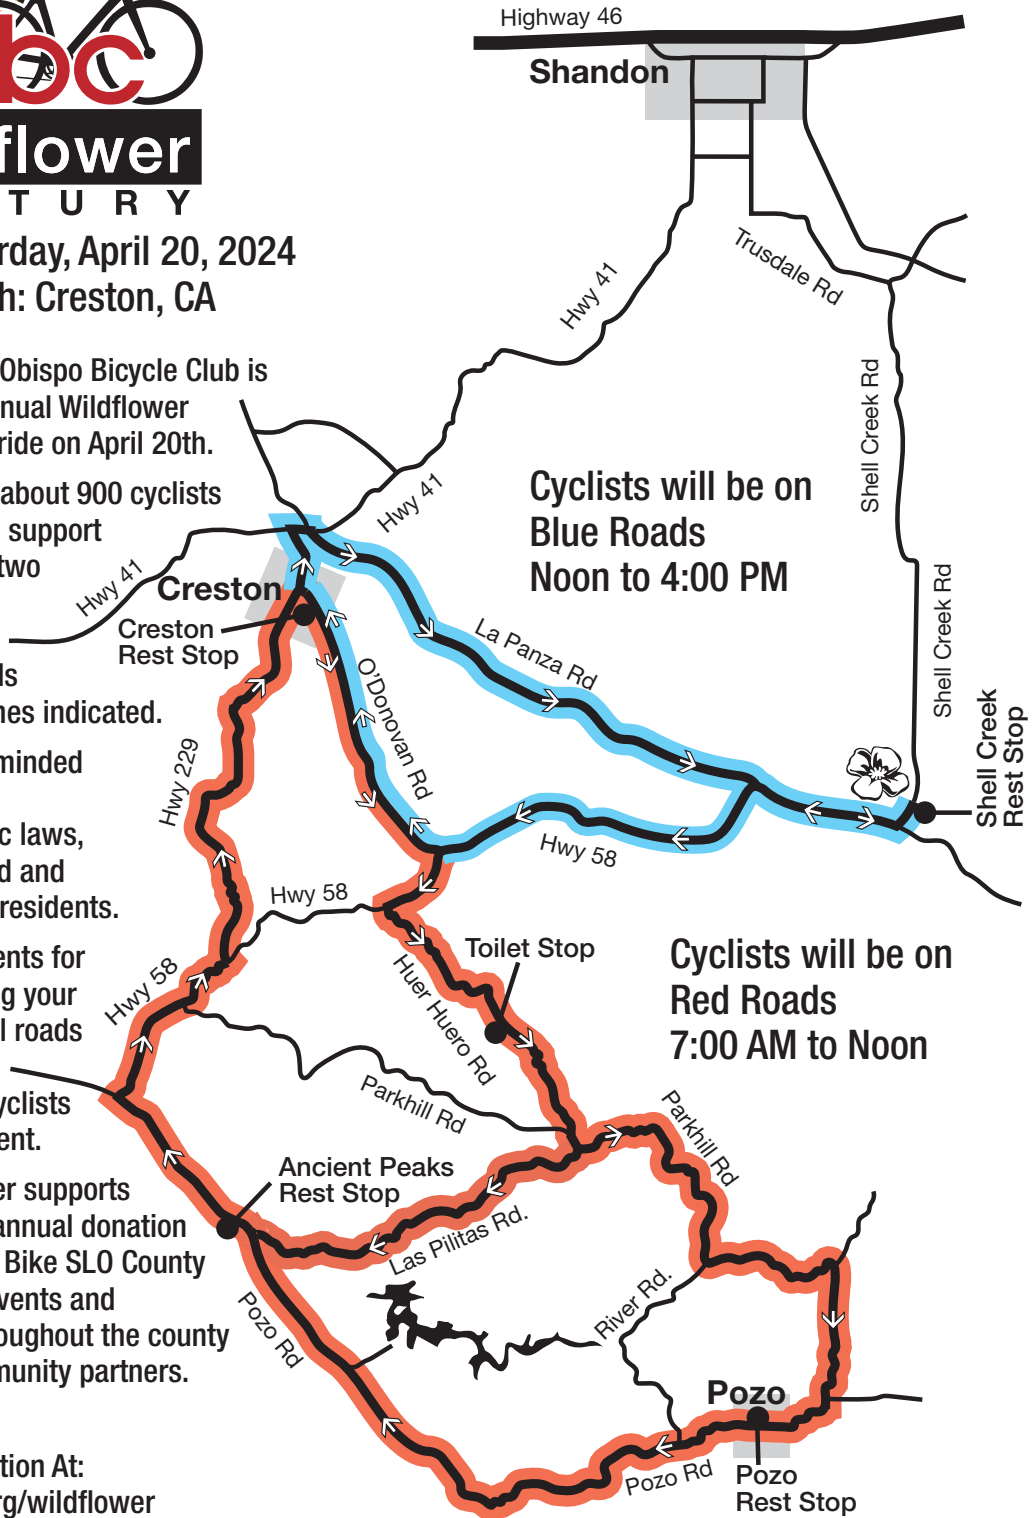 Highway 46
Shandon
bc
flower
T U R Y
rday, April 20, 2024
h: Creston, CA
Trusdale Rd
Hwy 41
Obispo Bicycle Club is
nual Wildflower
ride on April 20th.
Shell Creek Rd
about 900 cyclists
support
two
Hwy 41
Cyclists will be on
Blue Roads
Noon to 4:00 PM
Hwy 41
Creston
Creston
Rest Stop
La Panza Rd
Shell Creek Rd
ds
nes indicated.
O'Donovan Rd
minded
Hwy 229
Shell Creek
Rest Stop
c laws,
d and
residents.
Hwy 58
Hwy 58
Toilet Stop
Cyclists will be on
Red Roads
7:00 AM to Noon
ents for
g your
l roads
Hwy 58
Huer Huero Rd
Parkhill Rd
Parkhill Rd
yclists
ent.
Ancient Peaks
Rest Stop
er supports
annual donation
Bike SLO County
vents and
oughout the county
munity partners.
Las Pilitas Rd.
River Rd.
Pozo Rd
Pozo
Pozo Rd
Pozo
Rest Stop
tion At:
rg/wildflower